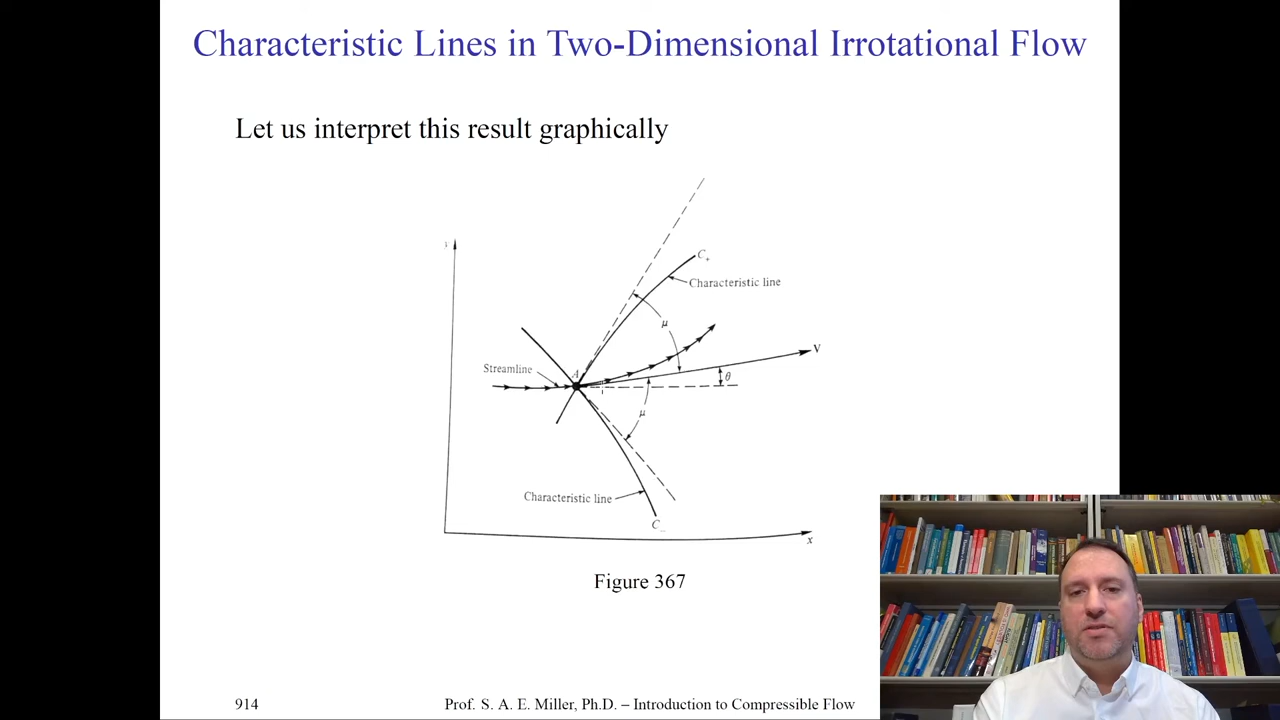 Characteristic Lines in Two-Dimensional Irrotational Flow
Let us interpret this result graphically
y
C+
Characteristic line
μ
V
Streamline
A
θ
μ
Characteristic line
C_
x
Figure 367
914
Prof. S. A. E. Miller, Ph.D. – Introduction to Compressible Flow